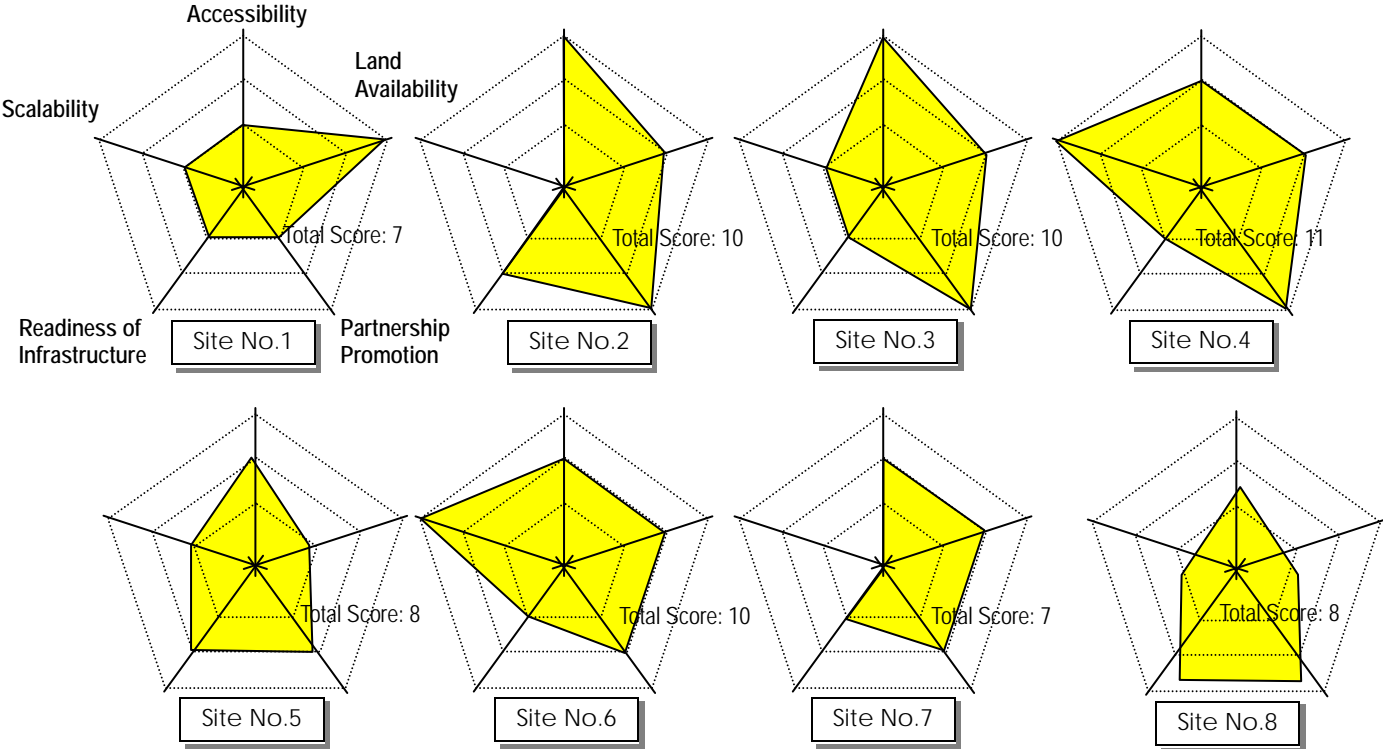 Accessibility
Land
Availability
Scalability
Total Score: 7
Total Score: 10
Total Score: 10
Total Score: 11
Readiness of
Infrastructure
Site No.1
Partnership
Promotion
Site No.2
Site No.3
Site No.4
Total Score: 8
Total Score: 10
Total Score: 7
Total Score: 8
Site No.5
Site No.6
Site No.7
Site No.8